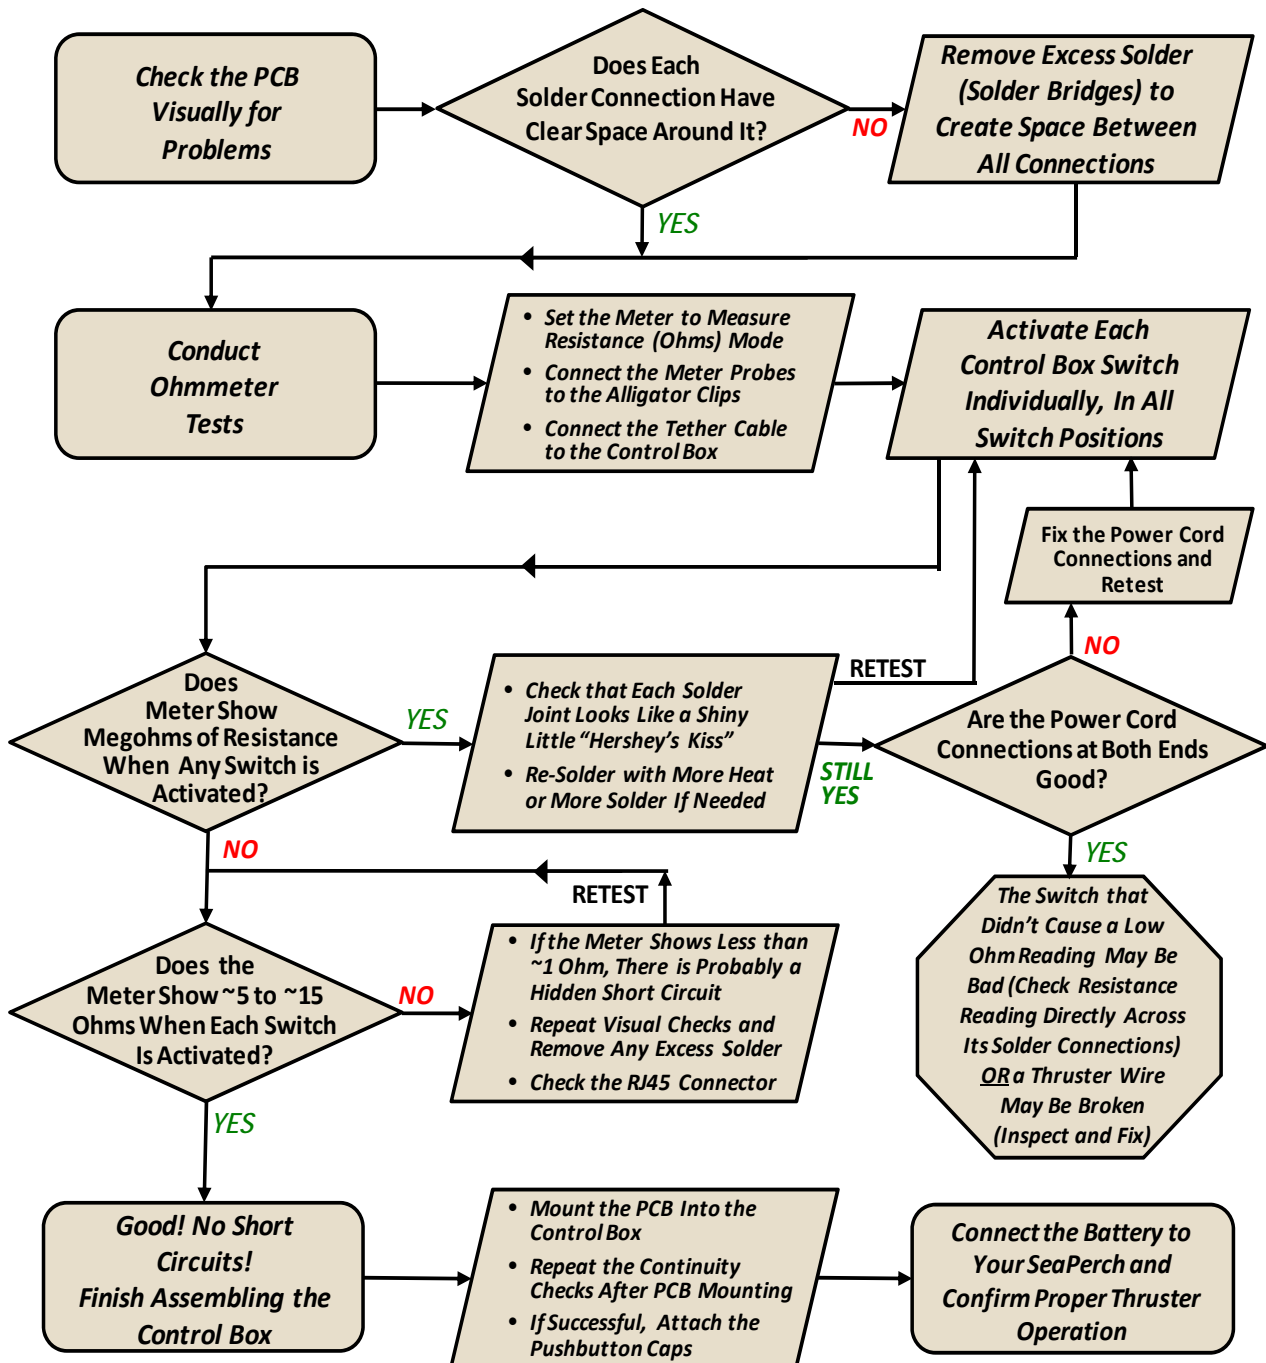 Check the PCB
Visually for
Problems
Does Each
Solder Connection Have
Clear Space Around It?
NO
Remove Excess Solder
(Solder Bridges) to
Create Space Between
All Connections
YES
Conduct
Ohmmeter
Tests
• Set the Meter to Measure
Resistance (Ohms) Mode
• Connect the Meter Probes
to the Alligator Clips
• Connect the Tether Cable
to the Control Box
Activate Each
Control Box Switch
Individually, In All
Switch Positions
Fix the Power Cord
Connections and
Retest
NO
Does
Meter Show
Megohms of Resistance
When Any Switch is
Activated?
YES
• Check that Each Solder
Joint Looks Like a Shiny
Little “Hershey’s Kiss”
• Re-Solder with More Heat
or More Solder If Needed
RETEST
STILL
YES
Are the Power Cord
Connections at Both Ends
Good?
YES
NO
RETEST
Does the
Meter Show ~5 to ~15
Ohms When Each Switch
Is Activated?
NO
• If the Meter Shows Less than
~1 Ohm, There is Probably a
Hidden Short Circuit
• Repeat Visual Checks and
Remove Any Excess Solder
• Check the RJ45 Connector
The Switch that
Didn’t Cause a Low
Ohm Reading May Be
Bad (Check Resistance
Reading Directly Across
Its Solder Connections)
OR a Thruster Wire
May Be Broken
(Inspect and Fix)
YES
Good! No Short
Circuits!
Finish Assembling the
Control Box
• Mount the PCB Into the
Control Box
• Repeat the Continuity
Checks After PCB Mounting
• If Successful, Attach the
Pushbutton Caps
Connect the Battery to
Your SeaPerch and
Confirm Proper Thruster
Operation